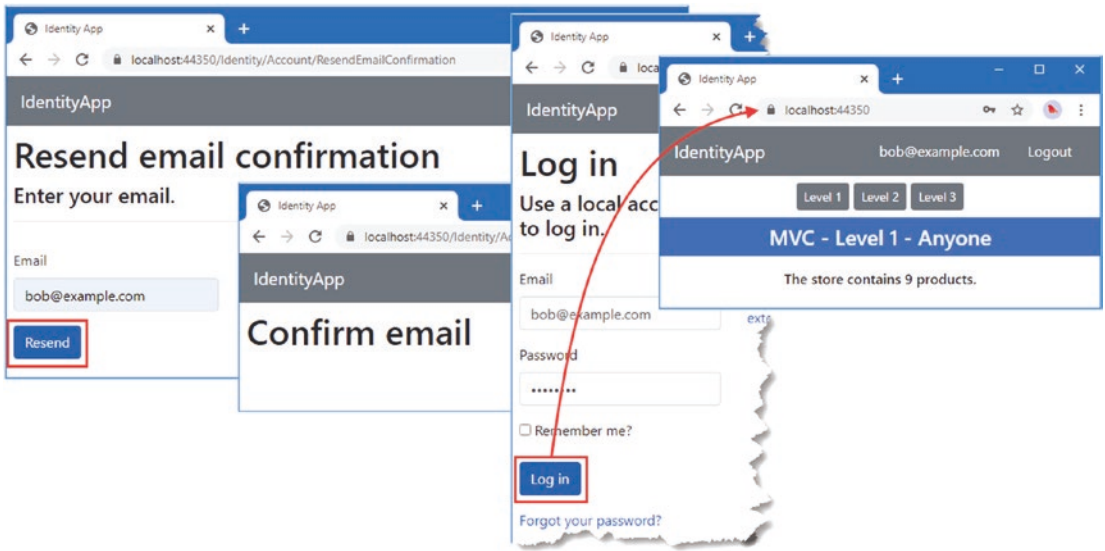 Identity App
localhost:44350/Identity/Account/ResendEmailConfirmation
IdentityApp
Resend email confirmation
Enter your email.
Email
bob@example.com
Resend
Identity App
localhost:44350/Identity/Ac
IdentityApp
Confirm email
Identity App
loca
IdentityApp
Log in
Use a local acc
to log in.
Email
bob@example.com
extr
Password
Remember me?
Log in
Forgot your password?
Identity App
localhost:44350
IdentityApp bob@example.com Logout
Level 1 Level 2 Level 3
MVC - Level 1 - Anyone
The store contains 9 products.